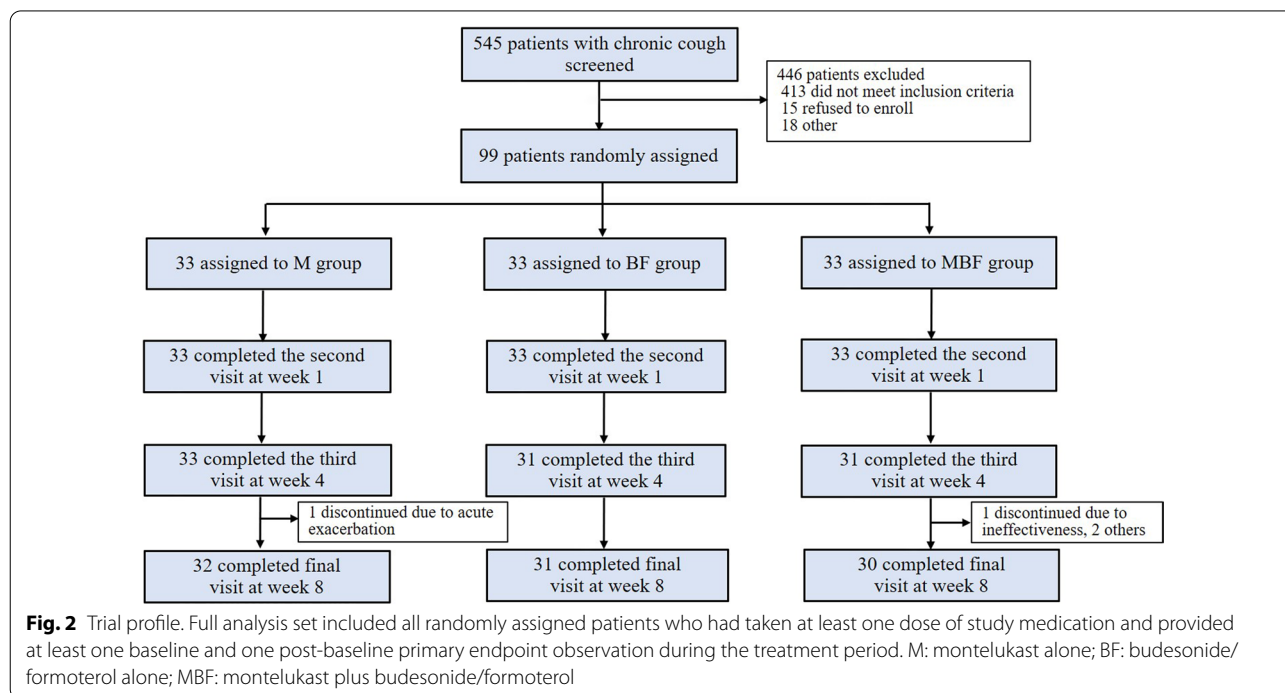 545 patients with chronic cough
screened
446 patients excluded
413 did not meet inclusion criteria
15 refused to enroll
18 other
99 patients randomly assigned
33 assigned to M group
33 assigned to BF group
33 assigned to MBF group
33 completed the second
visit at week 1
33 completed the second
visit at week 1
33 completed the second
visit at week 1
33 completed the third
visit at week 4
31 completed the third
visit at week 4
31 completed the third
visit at week 4
1 discontinued due to acute
exacerbation
1 discontinued due to
ineffectiveness, 2 others
32 completed final
visit at week 8
31 completed final
visit at week 8
30 completed final
visit at week 8
Fig. 2 Trial profile. Full analysis set included all randomly assigned patients who had taken at least one dose of study medication and provided
at least one baseline and one post-baseline primary endpoint observation during the treatment period. M: montelukast alone; BF: budesonide/
formoterol alone; MBF: montelukast plus budesonide/formoterol